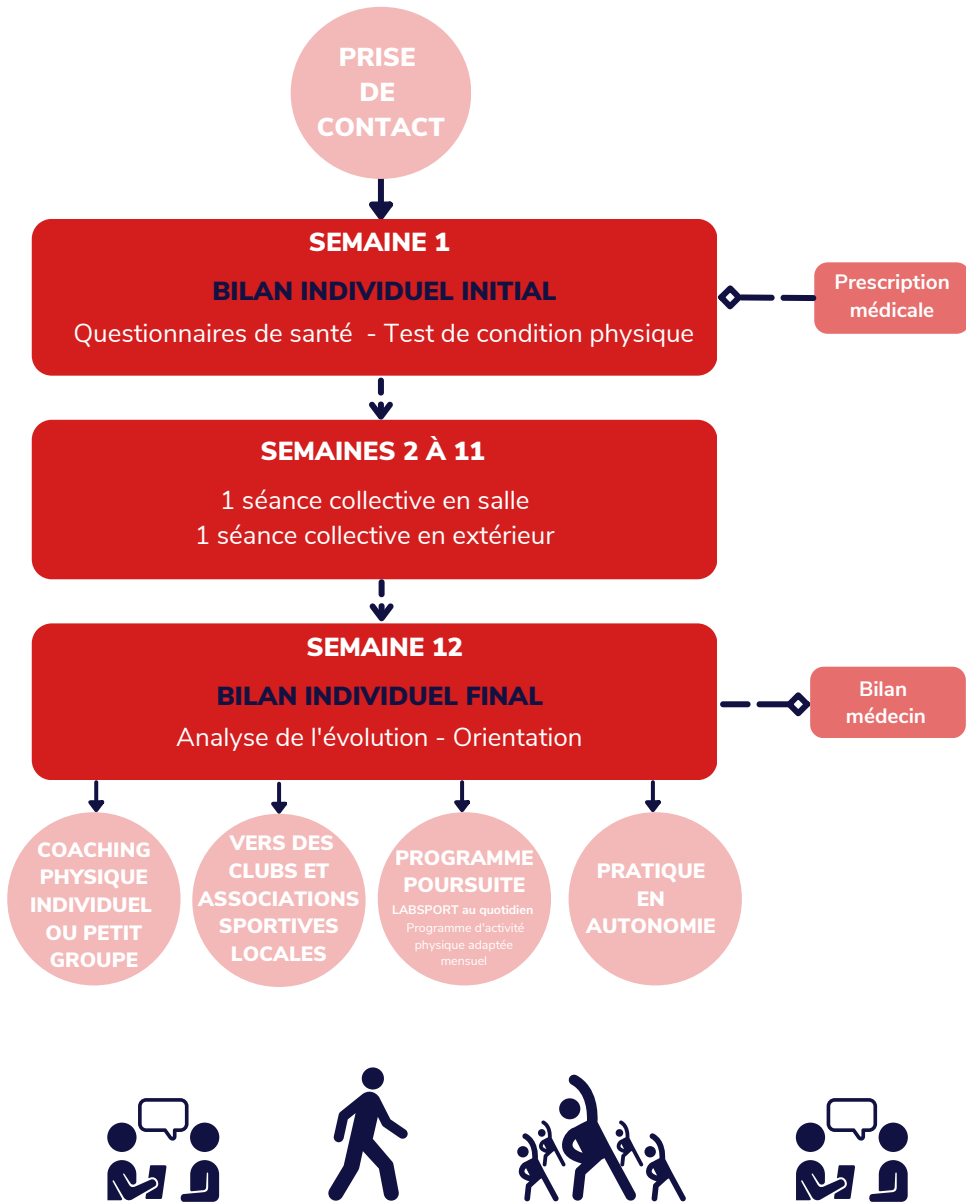 PRISE
DE
CONTACT
SEMAINE 1
BILAN INDIVIDUEL INITIAL
Questionnaires de santé - Test de condition physique
Prescription
médicale
SEMAINES 2 À 11
1 séance collective en salle
1 séance collective en extérieur
SEMAINE 12
BILAN INDIVIDUEL FINAL
Analyse de l'évolution - Orientation
Bilan
médecin
COACHING
PHYSIQUE
INDIVIDUEL
OU PETIT
GROUPE
VERS DES
CLUBS ET
ASSOCIATIONS
SPORTIVES
LOCALES
PROGRAMME
POURSUITE
LABSPORT au quotidien
Programme d'activité
physique adaptée
mensuel
PRATIQUE
EN
AUTONOMIE